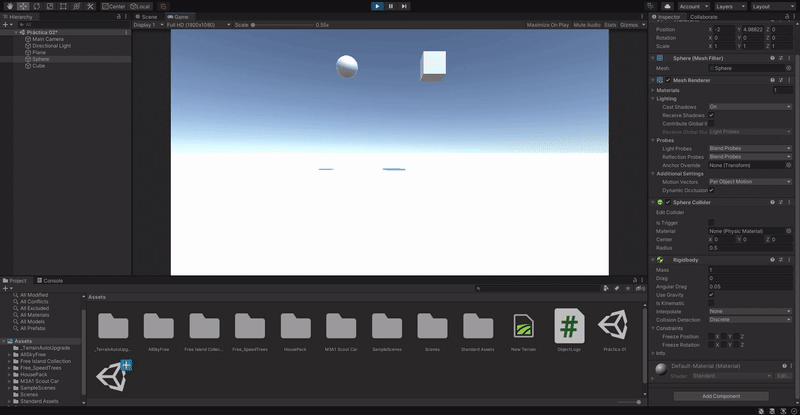 Center
Local
Account
Layers
Layout
Hierarchy
Scene
Game
Inspector
Collaborate
All
Display 1
Full HD (1920x1080)
Scale
0.55x
Maximize On Play
Mute Audio
Stats
Gizmos
Práctica 02*
Main Camera
Directional Light
Plane
Sphere
Cube
Position X -2 Y 4.98822 Z 0
Rotation X 0 Y 0 Z 0
Scale X 1 Y 1 Z 1
Sphere (Mesh Filter)
Mesh Sphere
Mesh Renderer
Materials 1
Lighting
Cast Shadows On
Receive Shadows
Contribute Global Il
Receive Global Illu Light Probes
Probes
Light Probes Blend Probes
Reflection Probes Blend Probes
Anchor Override None (Transform)
Additional Settings
Motion Vectors Per Object Motion
Dynamic Occlusion
Sphere Collider
Edit Collider
Is Trigger
Material None (Physic Material)
Center X 0 Y 0 Z 0
Radius 0.5
Rigidbody
Mass 1
Drag 0
Angular Drag 0.05
Use Gravity
Is Kinematic
Interpolate None
Collision Detection Discrete
Constraints
Freeze Position X Y Z
Freeze Rotation X Y Z
Info
Default-Material (Material)
Shader Standard Edit...
Add Component
Project
Console
All Modified
All Conflicts
All Excluded
All Materials
All Models
All Prefabs
Assets
_TerrainAutoUpgrade
AllSkyFree
Free Island Collection
Free_SpeedTrees
HousePack
M3A1 Scout Car
SampleScenes
Scenes
Standard Assets
Assets
_TerrainAutoUpg...
AllSkyFree
Free Island Col...
Free_SpeedTrees
HousePack
M3A1 Scout Car
SampleScenes
Scenes
Standard Assets
New Terrain
ObjectLogs
Práctica 01